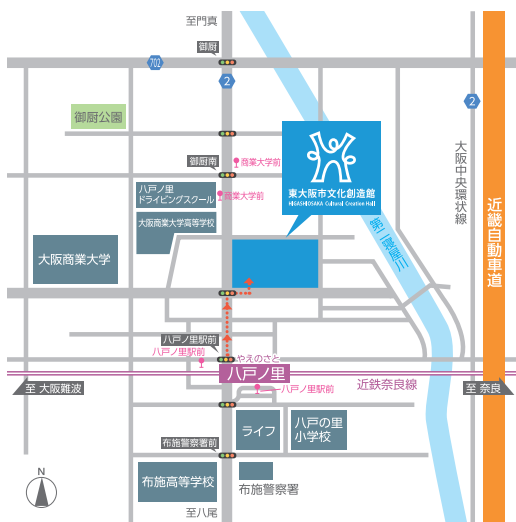 至門真
御厨
702
2
2
御厨公園
御厨南
商業大学前
八戸ノ里
ドライビングスクール
商業大学前
大阪商業大学高等学校
東大阪市文化創造館
HIGASHIOSAKA Cultural Creation Hall
大阪中央環状線
近畿自動車道
第二寝屋川
大阪商業大学
八戸ノ里駅前
八戸ノ里駅前
やえのさと
八戸ノ里
近鉄奈良線
至 大阪難波
至 奈良
八戸ノ里駅前
ライフ
八戸の里
小学校
布施警察署前
布施高等学校
布施警察署
N
至八尾